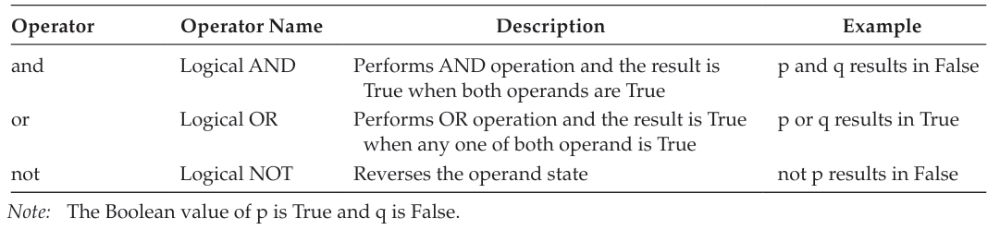 Operator Operator Name Description Example
and Logical AND Performs AND operation and the result is p and q results in False
True when both operands are True
or Logical OR Performs OR operation and the result is True p or q results in True
when any one of both operand is True
not Logical NOT Reverses the operand state not p results in False
Note: The Boolean value of p is True and q is False.